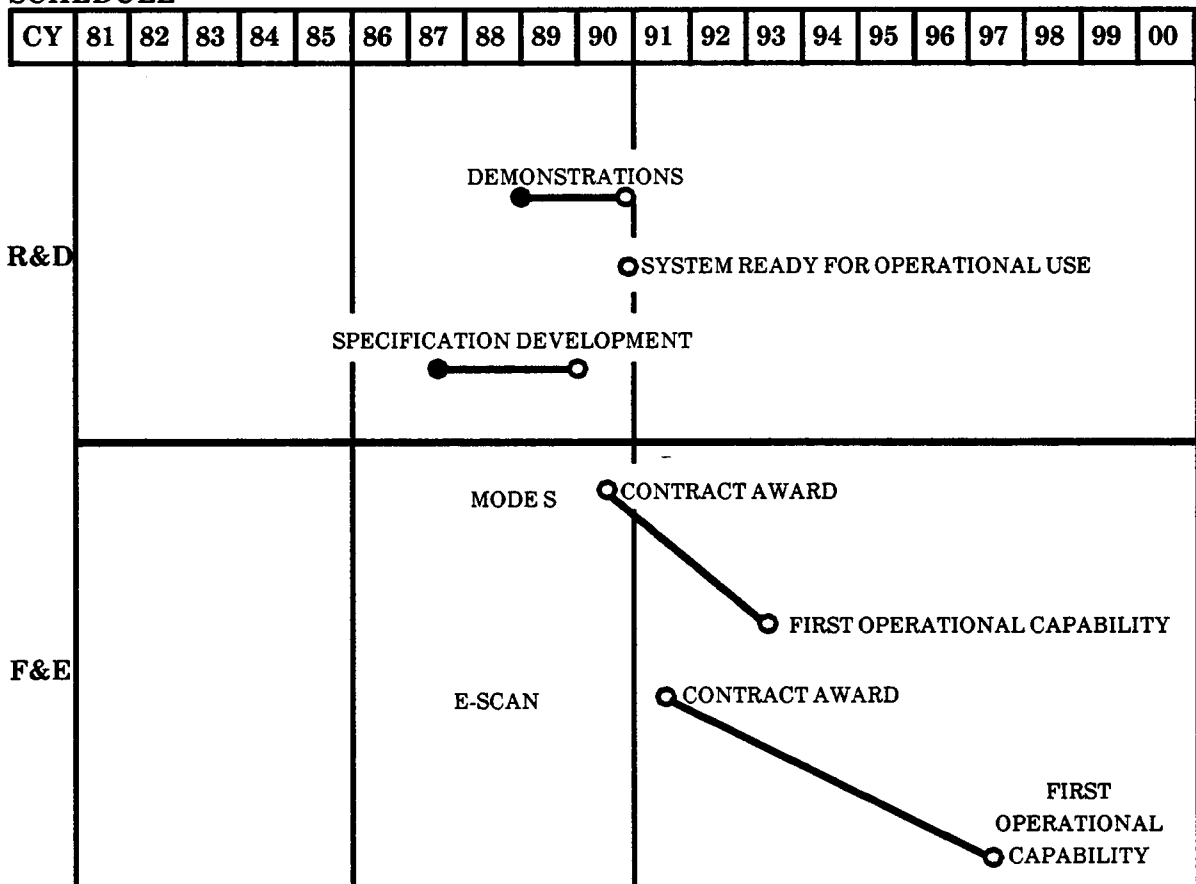 SCHEDULE
CY 81 82 83 84 85 86 87 88 89 90 91 92 93 94 95 96 97 98 99 00
DEMONSTRATIONS
R&D
SYSTEM READY FOR OPERATIONAL USE
SPECIFICATION DEVELOPMENT
MODE S
CONTRACT AWARD
FIRST OPERATIONAL CAPABILITY
F&E
E-SCAN
CONTRACT AWARD
FIRST
OPERATIONAL
CAPABILITY